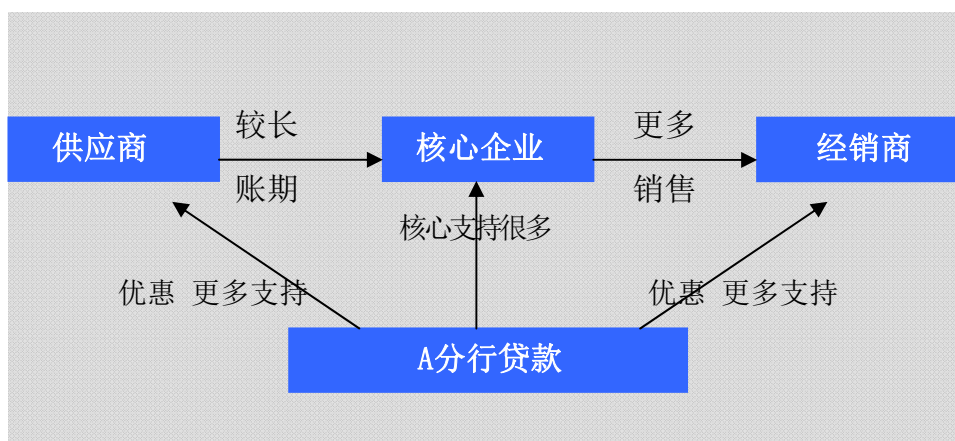 供应商
较长
账期
核心企业
更多
销售
经销商
核心支持很多
优惠 更多支持
优惠 更多支持
A分行贷款